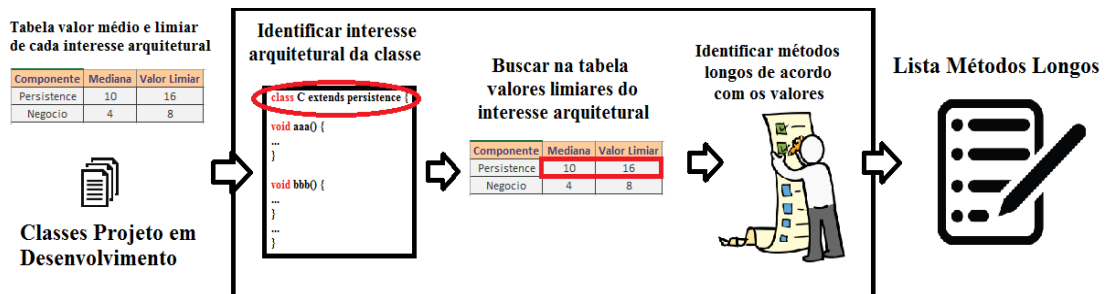 Tabela valor médio e limiar
de cada interesse arquitetural
Componente Mediana Valor Limiar
Persistence 10 16
Negocio 4 8
Classes Projeto em
Desenvolvimento
Identificar interesse
arquitetural da classe
class C extends persistence {
void aaa() {
...
}
void bbb() {
...
}
...
}
Buscar na tabela
valores limiares do
interesse arquitetural
Componente Mediana Valor Limiar
Persistence 10 16
Negocio 4 8
Identificar métodos
longos de acordo
com os valores
Lista Métodos Longos